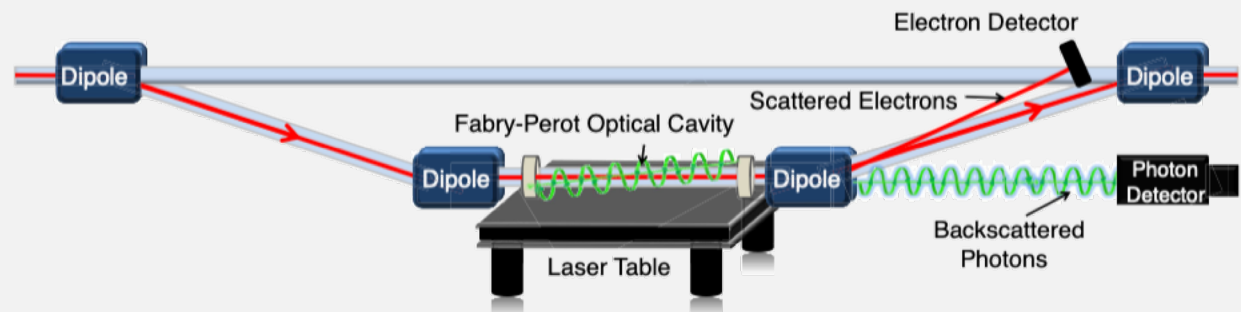 Electron Detector
Dipole
Dipole
Scattered Electrons
Fabry-Perot Optical Cavity
Dipole
Dipole
Photon
Detector
Backscattered
Photons
Laser Table